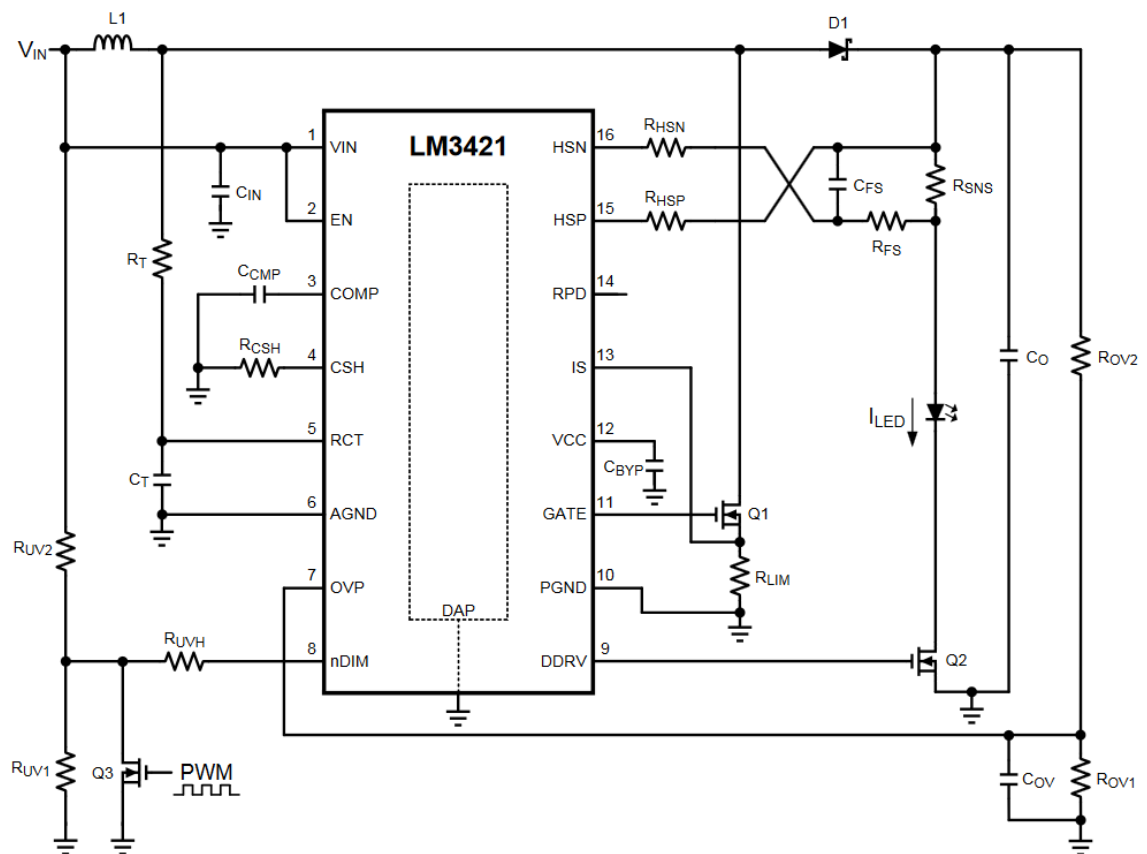 L1
D1
VIN
LM3421
1
VIN
HSN
16
RHSN
CIN
CFS
RSNS
2
EN
HSP
15
RHSP
RFS
RT
CCMP
3
COMP
RPD
14
RCSH
4
CSH
IS
13
CO
ROV2
ILED
5
RCT
VCC
12
CT
CBYP
6
AGND
GATE
11
Q1
RUV2
7
OVP
PGND
10
RLIM
DAP
RUVH
8
nDIM
DDRV
9
Q2
RUV1
Q3
PWM
COV
ROV1